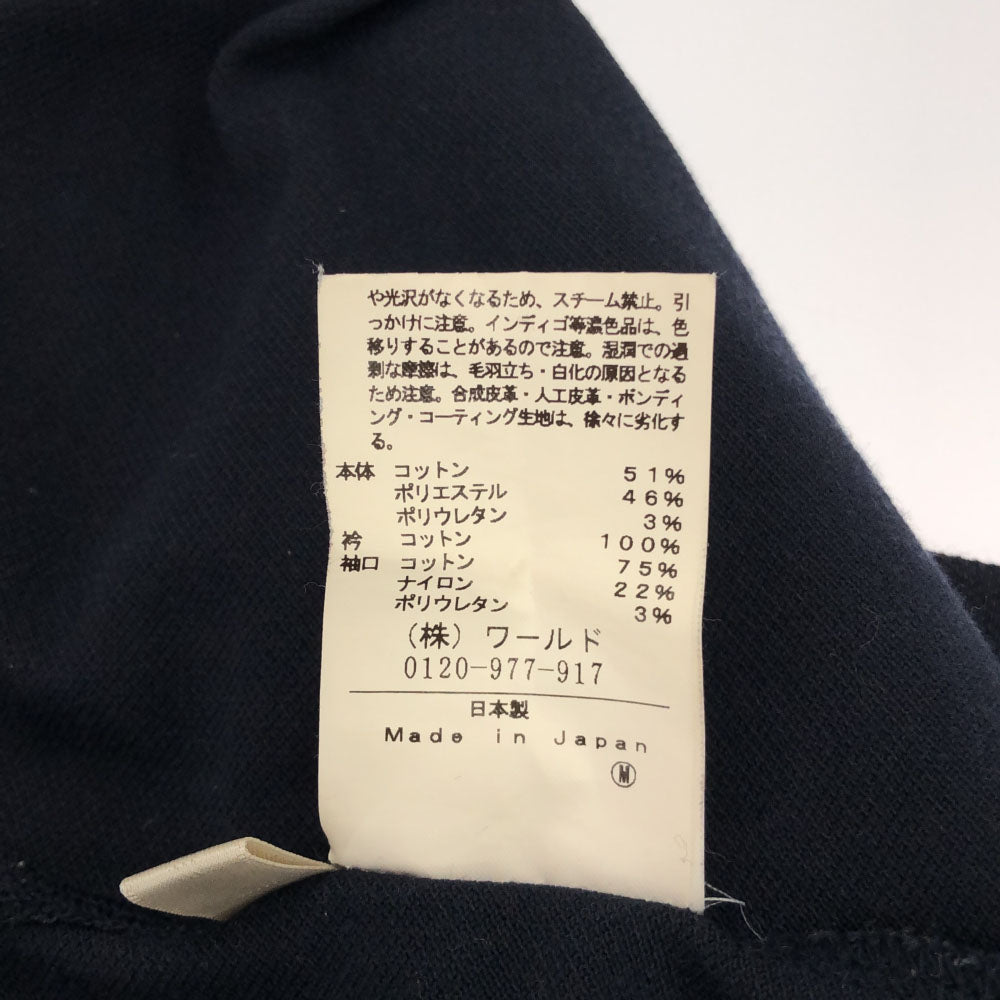 や光沢がなくなるため、スチーム禁止。引
っかけに注意。インディゴ等濃色品は、色
移りすることがあるので注意。湿潤での過
剰な摩擦は、毛羽立ち・白化の原因となる
ため注意。合成皮革・人工皮革・ボンディ
ング・コーティング生地は、徐々に劣化す
る。
本体 コットン 51%
ポリエステル 46%
ポリウレタン 3%
衿 コットン 100%
袖口 コットン 75%
ナイロン 22%
ポリウレタン 3%
(株) ワールド
0120-977-917
日本製
Made in Japan
Ⓜ